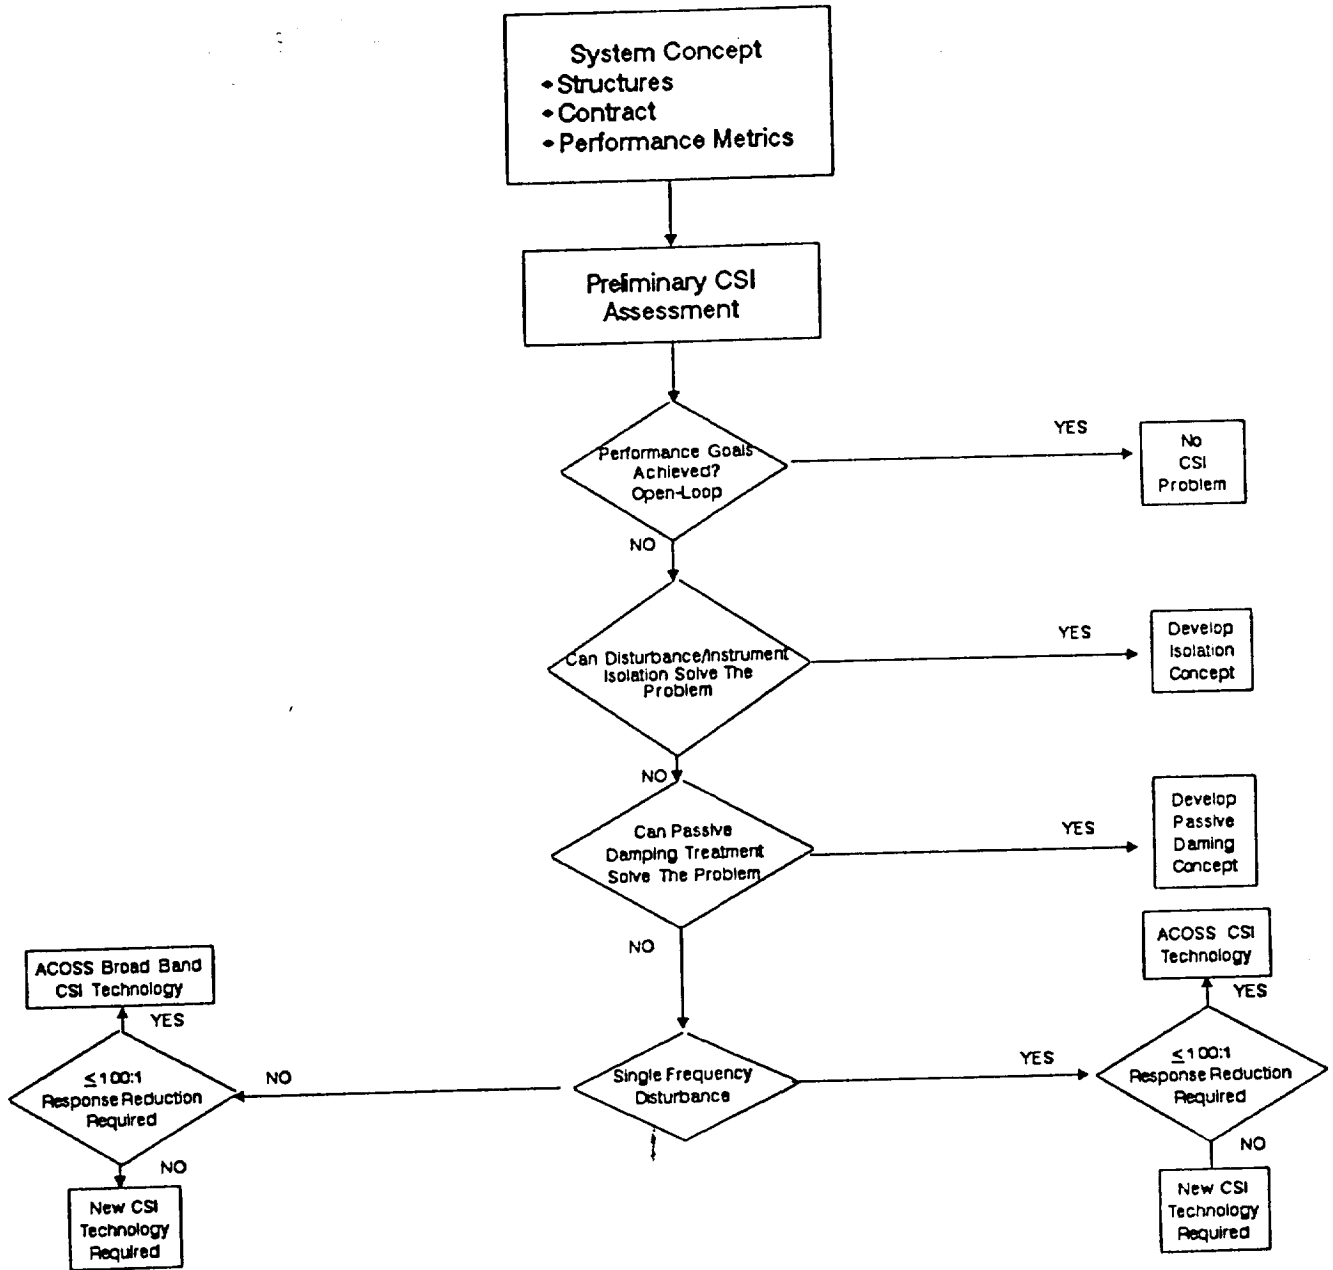 System Concept
• Structures
• Contract
• Performance Metrics
Preliminary CSI
Assessment
Performance Goals
Achieved?
Open-Loop
YES
No
CSI
Problem
NO
Can Disturbance/Instrument
Isolation Solve The
Problem
YES
Develop
Isolation
Concept
NO
Can Passive
Damping Treatment
Solve The Problem
YES
Develop
Passive
Daming
Concept
NO
ACOSS Broad Band
CSI Technology
YES
≤100:1
Response Reduction
Required
NO
NO
New CSI
Technology
Required
Single Frequency
Disturbance
YES
ACOSS CSI
Technology
YES
≤100:1
Response Reduction
Required
NO
New CSI
Technology
Required